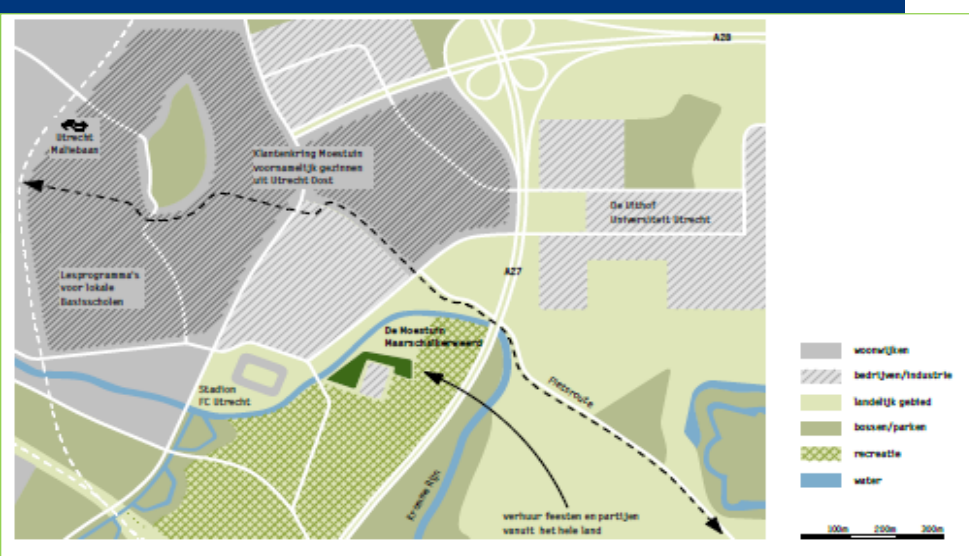 A28
Utrecht
Maliebaan
Klantenkring Moestuin
voornamelijk gezinnen
uit Utrecht Oost
De Uithof
Universiteit Utrecht
A27
Lesprogramma's
voor lokale
Basisscholen
De Moestuin
Maarschalkerweerd
Stadion
FC Utrecht
Fietsroute
Kromme Rijn
verhuur feesten en partijen
vanuit het hele land
woonwijken
bedrijven/industrie
landelijk gebied
bossen/parken
recreatie
water
100m 200m 300m